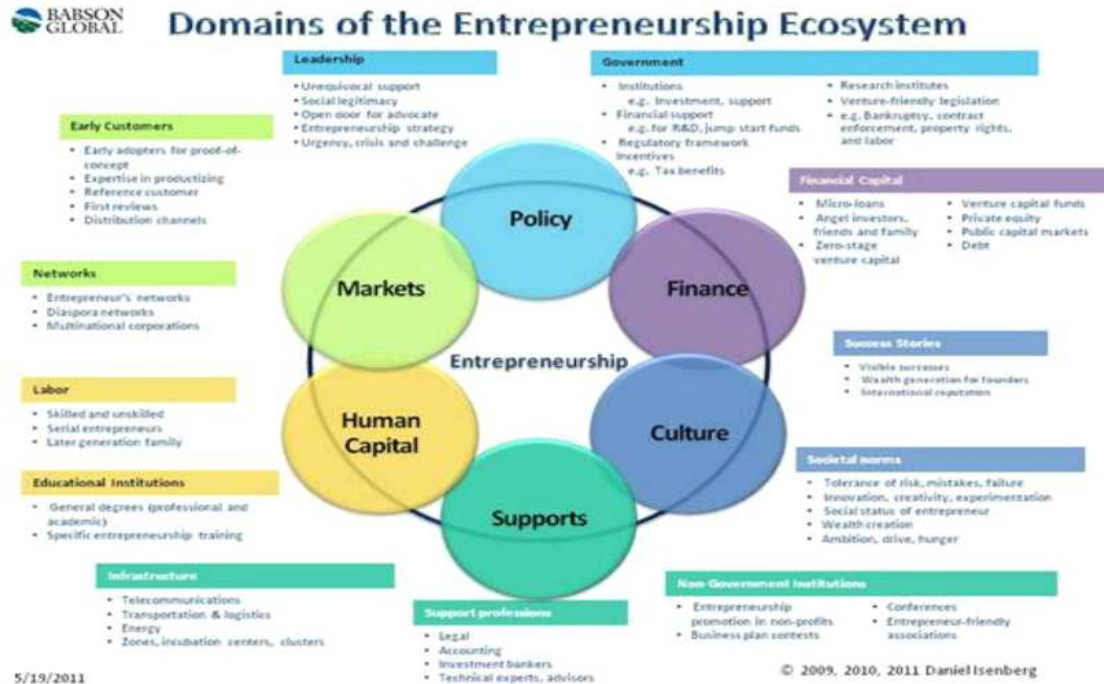 BABSON
GLOBAL
Domains of the Entrepreneurship Ecosystem
Leadership
• Unequivocal support
• Social legitimacy
• Open door for advocate
• Entrepreneurship strategy
• Urgency, crisis and challenge
Government
• Institutions
e.g. Investment, support
• Financial support
e.g. for R&D, jump start funds
• Regulatory framework
Incentives
e.g. Tax benefits
• Research institutes
• Venture-friendly legislation
• e.g. Bankruptcy, contract
enforcement, property rights,
and labor
Early Customers
• Early adopters for proof-of-
concept
• Expertise in productizing
• Reference customer
• First reviews
• Distribution channels
Financial Capital
• Micro-loans
• Angel investors,
friends and family
• Zero-stage
venture capital
• Venture capital funds
• Private equity
• Public capital markets
• Debt
Networks
• Entrepreneur's networks
• Diaspora networks
• Multinational corporations
Policy
Markets
Finance
Entrepreneurship
Human
Capital
Culture
Supports
Success Stories
• Visible successes
• Wealth generation for founders
• International reputation
Labor
• Skilled and unskilled
• Serial entrepreneurs
• Later generation family
Societal norms
• Tolerance of risk, mistakes, failure
• Innovation, creativity, experimentation
• Social status of entrepreneur
• Wealth creation
• Ambition, drive, hunger
Educational Institutions
• General degrees (professional and
academic)
• Specific entrepreneurship training
Infrastructure
• Telecommunications
• Transportation & logistics
• Energy
• Zones, incubation centers, clusters
Support professions
• Legal
• Accounting
• Investment bankers
• Technical experts, advisors
Non-Government Institutions
• Entrepreneurship
promotion in non-profits
• Business plan contests
• Conferences
• Entrepreneur-friendly
associations
5/19/2011
© 2009, 2010, 2011 Daniel Isenberg